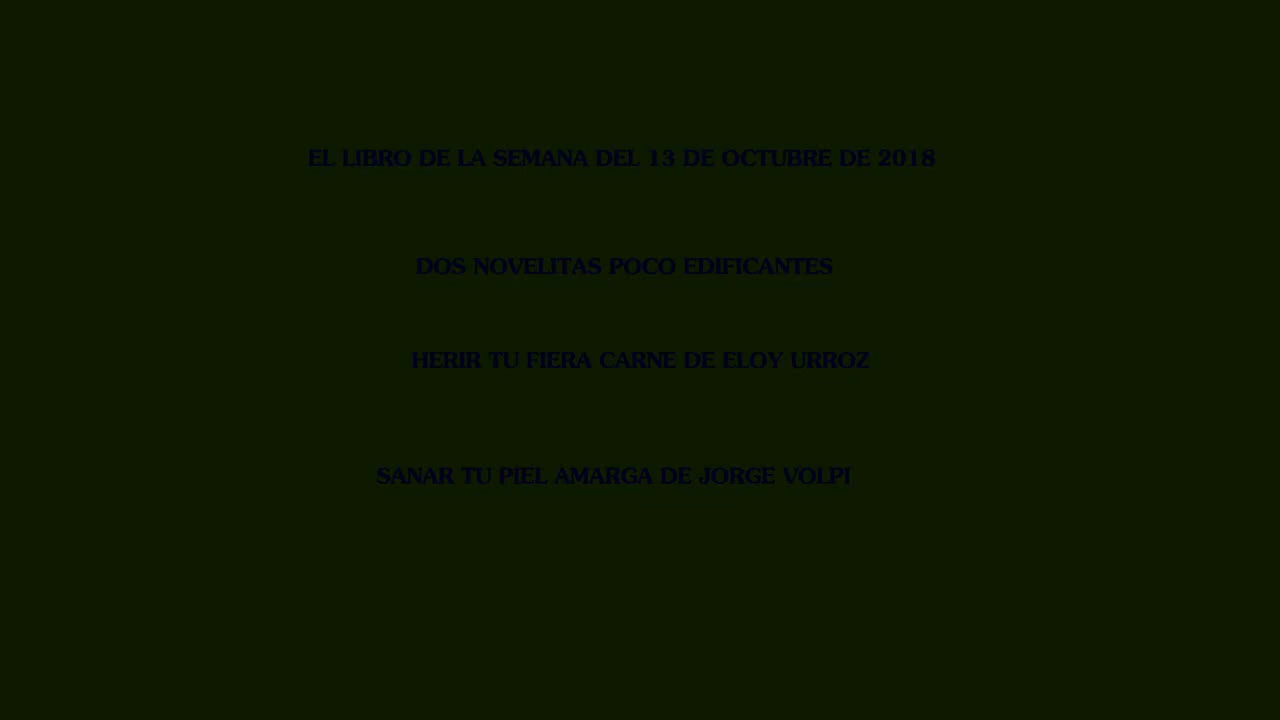 EL LIBRO DE LA SEMANA DEL 13 DE OCTUBRE DE 2018
DOS NOVELITAS POCO EDIFICANTES
HERIR TU FIERA CARNE DE ELOY URROZ
SANAR TU PIEL AMARGA DE JORGE VOLPI